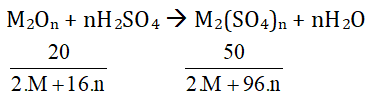 M₂Oₙ + nH₂SO₄ → M₂(SO₄)ₙ + nH₂O
20 50
2.M +16.n 2.M +96.n